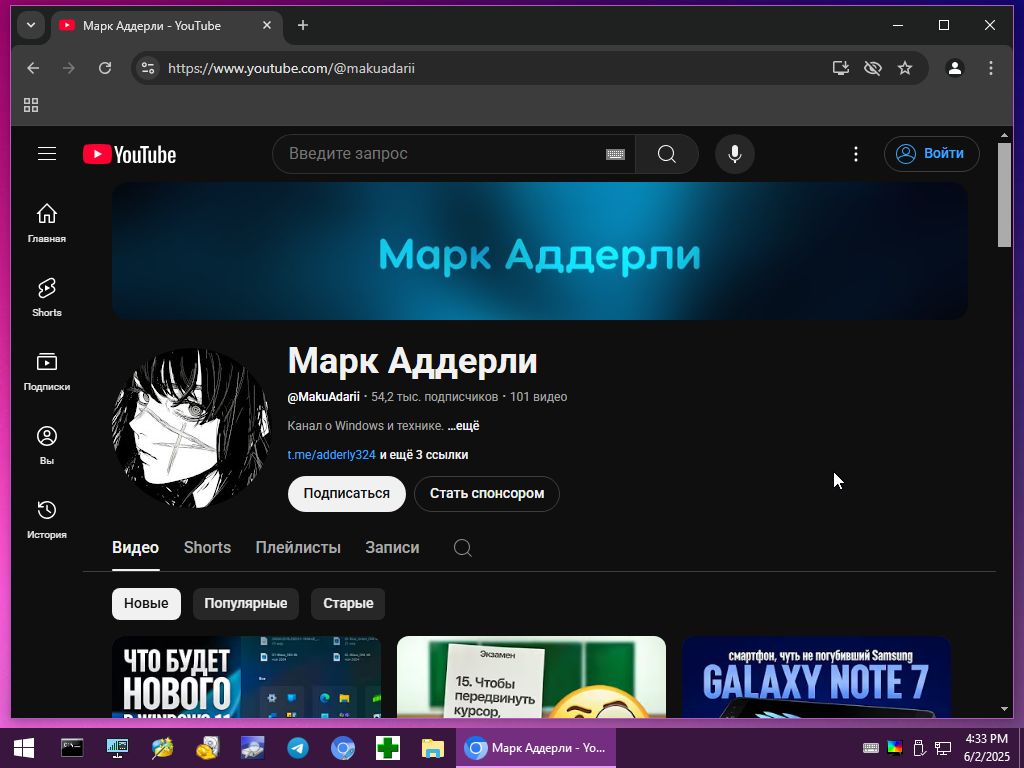 Марк Аддерли - YouTube
https://www.youtube.com/@makuadarii
YouTube
Введите запрос
Войти
Главная
Shorts
Подписки
Вы
История
Марк Аддерли
Марк Аддерли
@MakuAdarii • 54,2 тыс. подписчиков • 101 видео
Канал о Windows и технике. ...ещё
t.me/adderly324 и ещё 3 ссылки
Подписаться
Стать спонсором
Видео
Shorts
Плейлисты
Записи
Новые
Популярные
Старые
ЧТО БУДЕТ
НОВОГО
В WINDOWS 11
Экзамен
15. Чтобы
передвинуть
курсор,
смартфон, чуть не погубивший Samsung
GALAXY NOTE 7
Марк Аддерли - Yo...
4:33 PM
6/2/2025